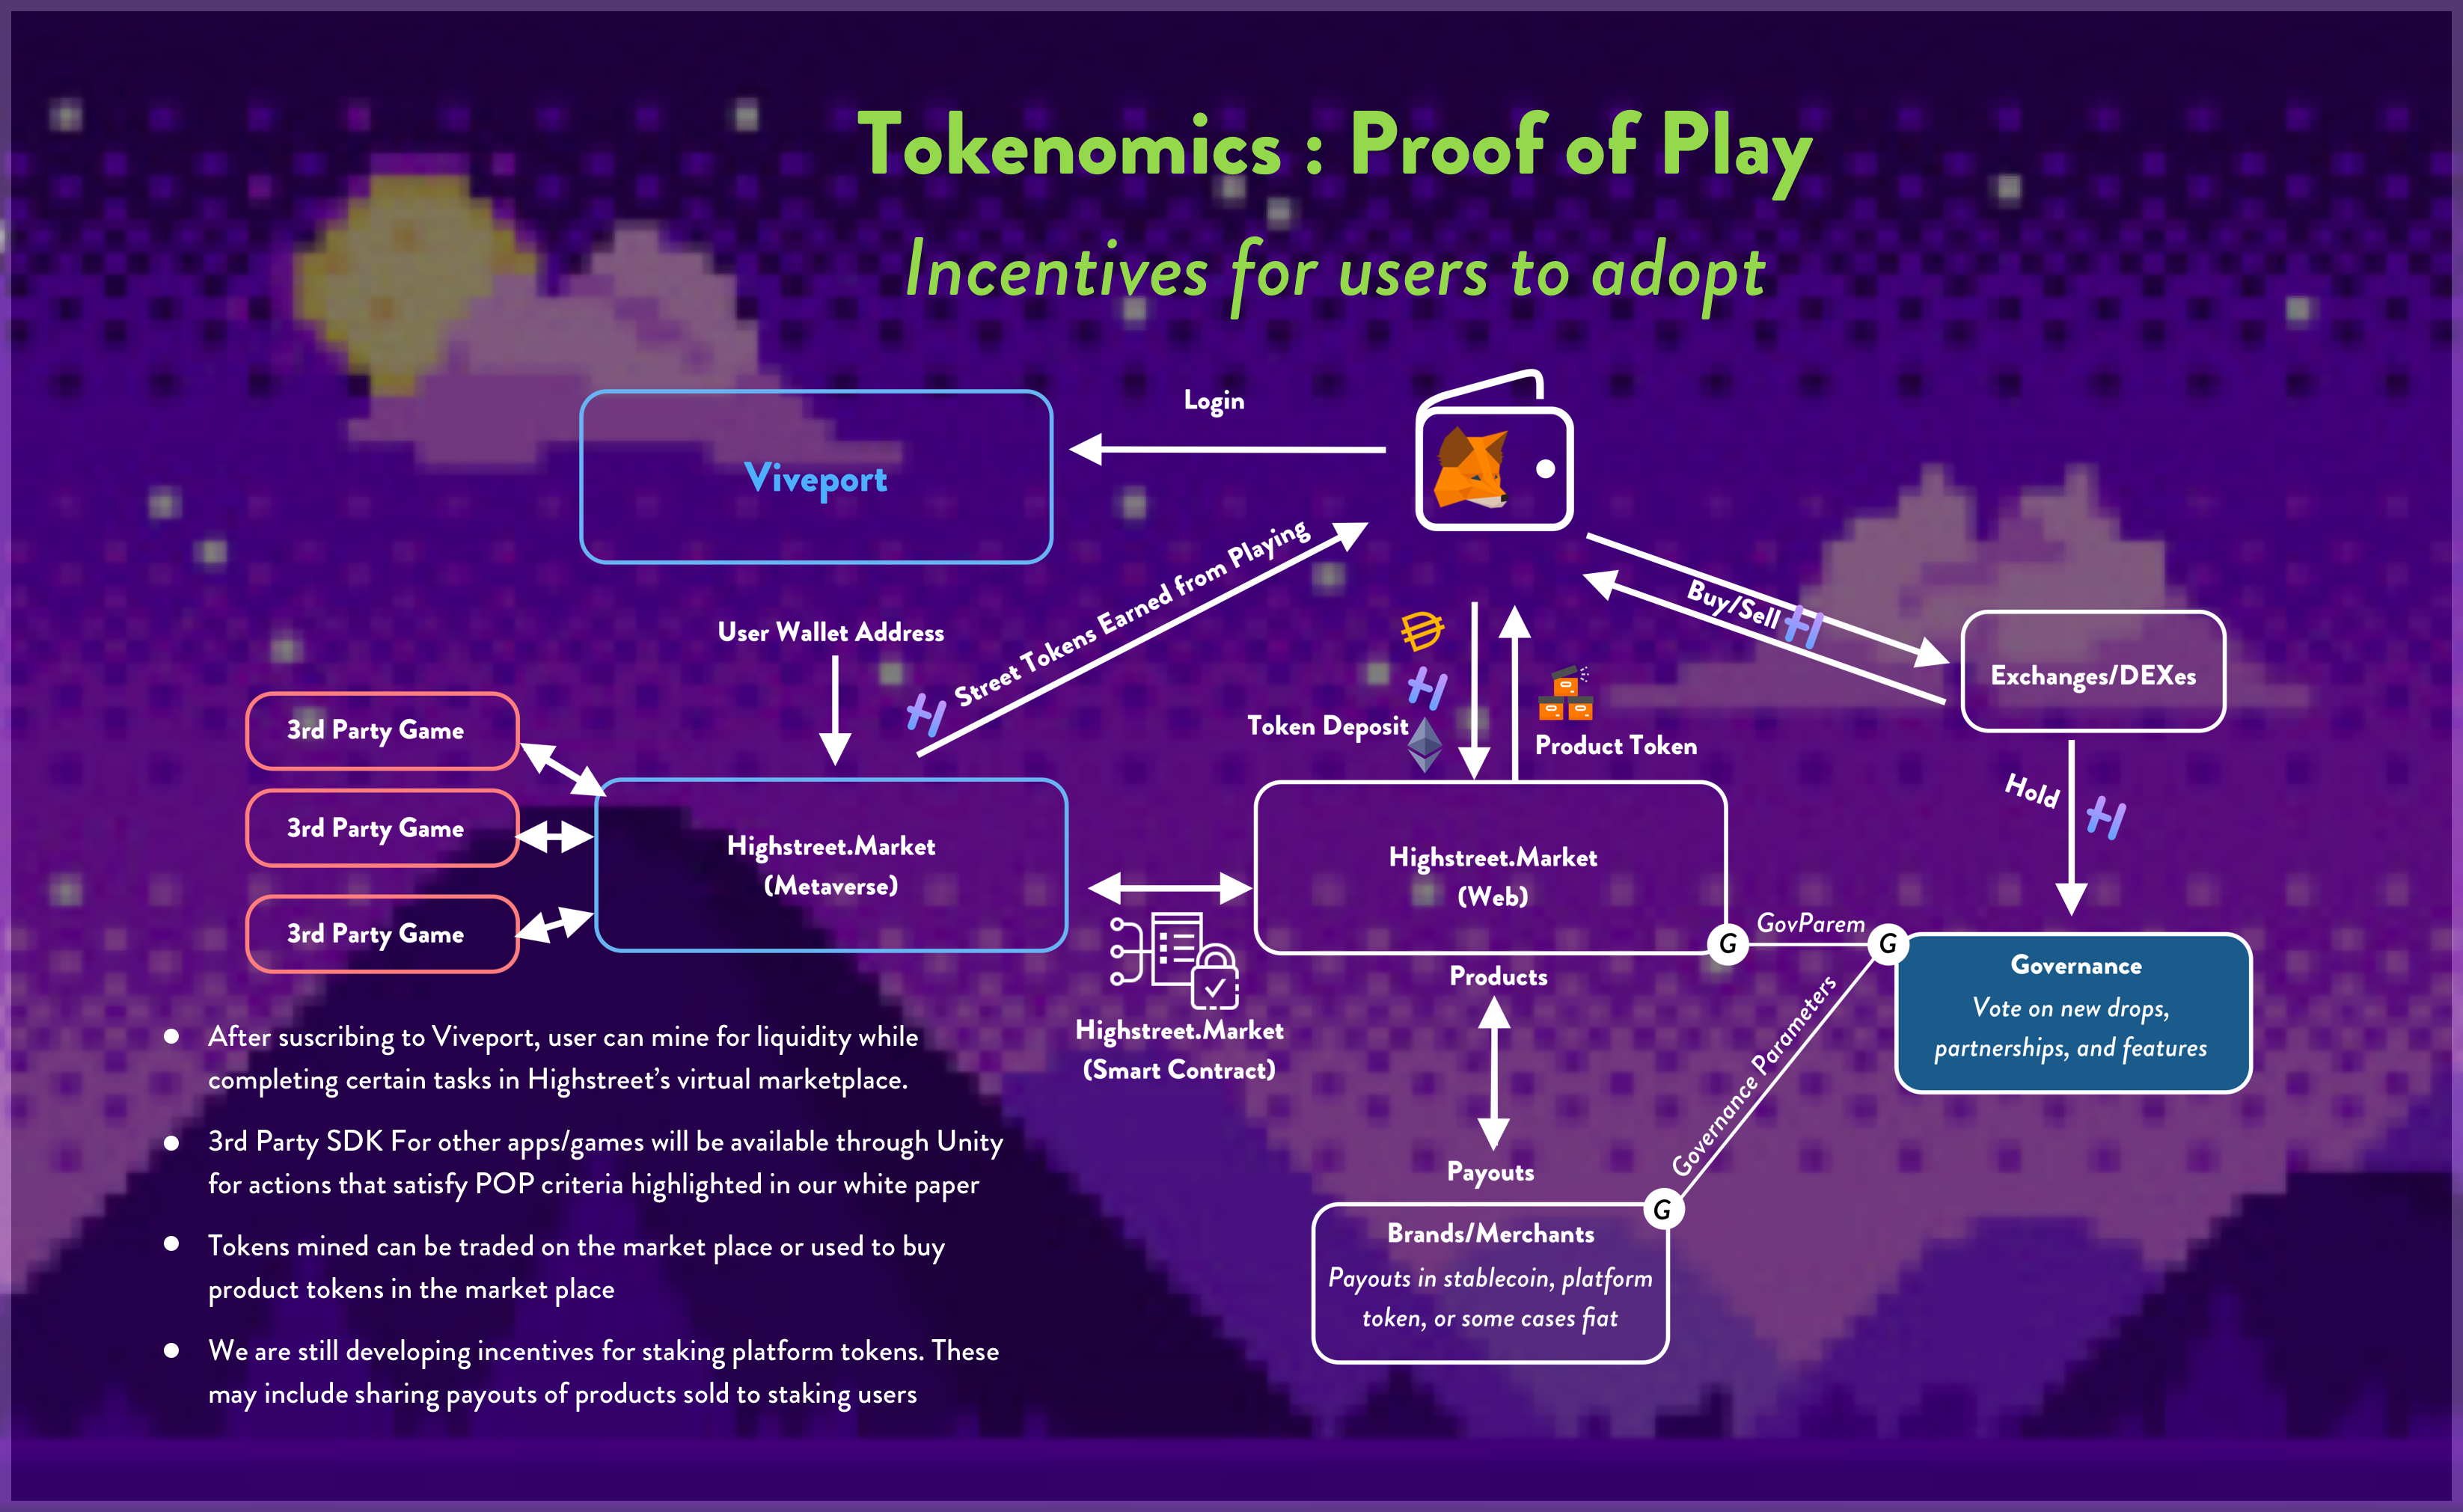 Tokenomics : Proof of Play
Incentives for users to adopt
Login
Viveport
Street Tokens Earned from Playing
Buy/Sell
User Wallet Address
Exchanges/DEXes
3rd Party Game
Token Deposit
Product Token
Hold
3rd Party Game
Highstreet.Market
(Metaverse)
Highstreet.Market
(Web)
3rd Party Game
GovParem
G
G
Governance
Vote on new drops,
partnerships, and features
Products
Highstreet.Market
(Smart Contract)
Governance Parameters
Payouts
G
Brands/Merchants
Payouts in stablecoin, platform
token, or some cases fiat
After suscribing to Viveport, user can mine for liquidity while
completing certain tasks in Highstreet's virtual marketplace.
3rd Party SDK For other apps/games will be available through Unity
for actions that satisfy POP criteria highlighted in our white paper
Tokens mined can be traded on the market place or used to buy
product tokens in the market place
We are still developing incentives for staking platform tokens. These
may include sharing payouts of products sold to staking users